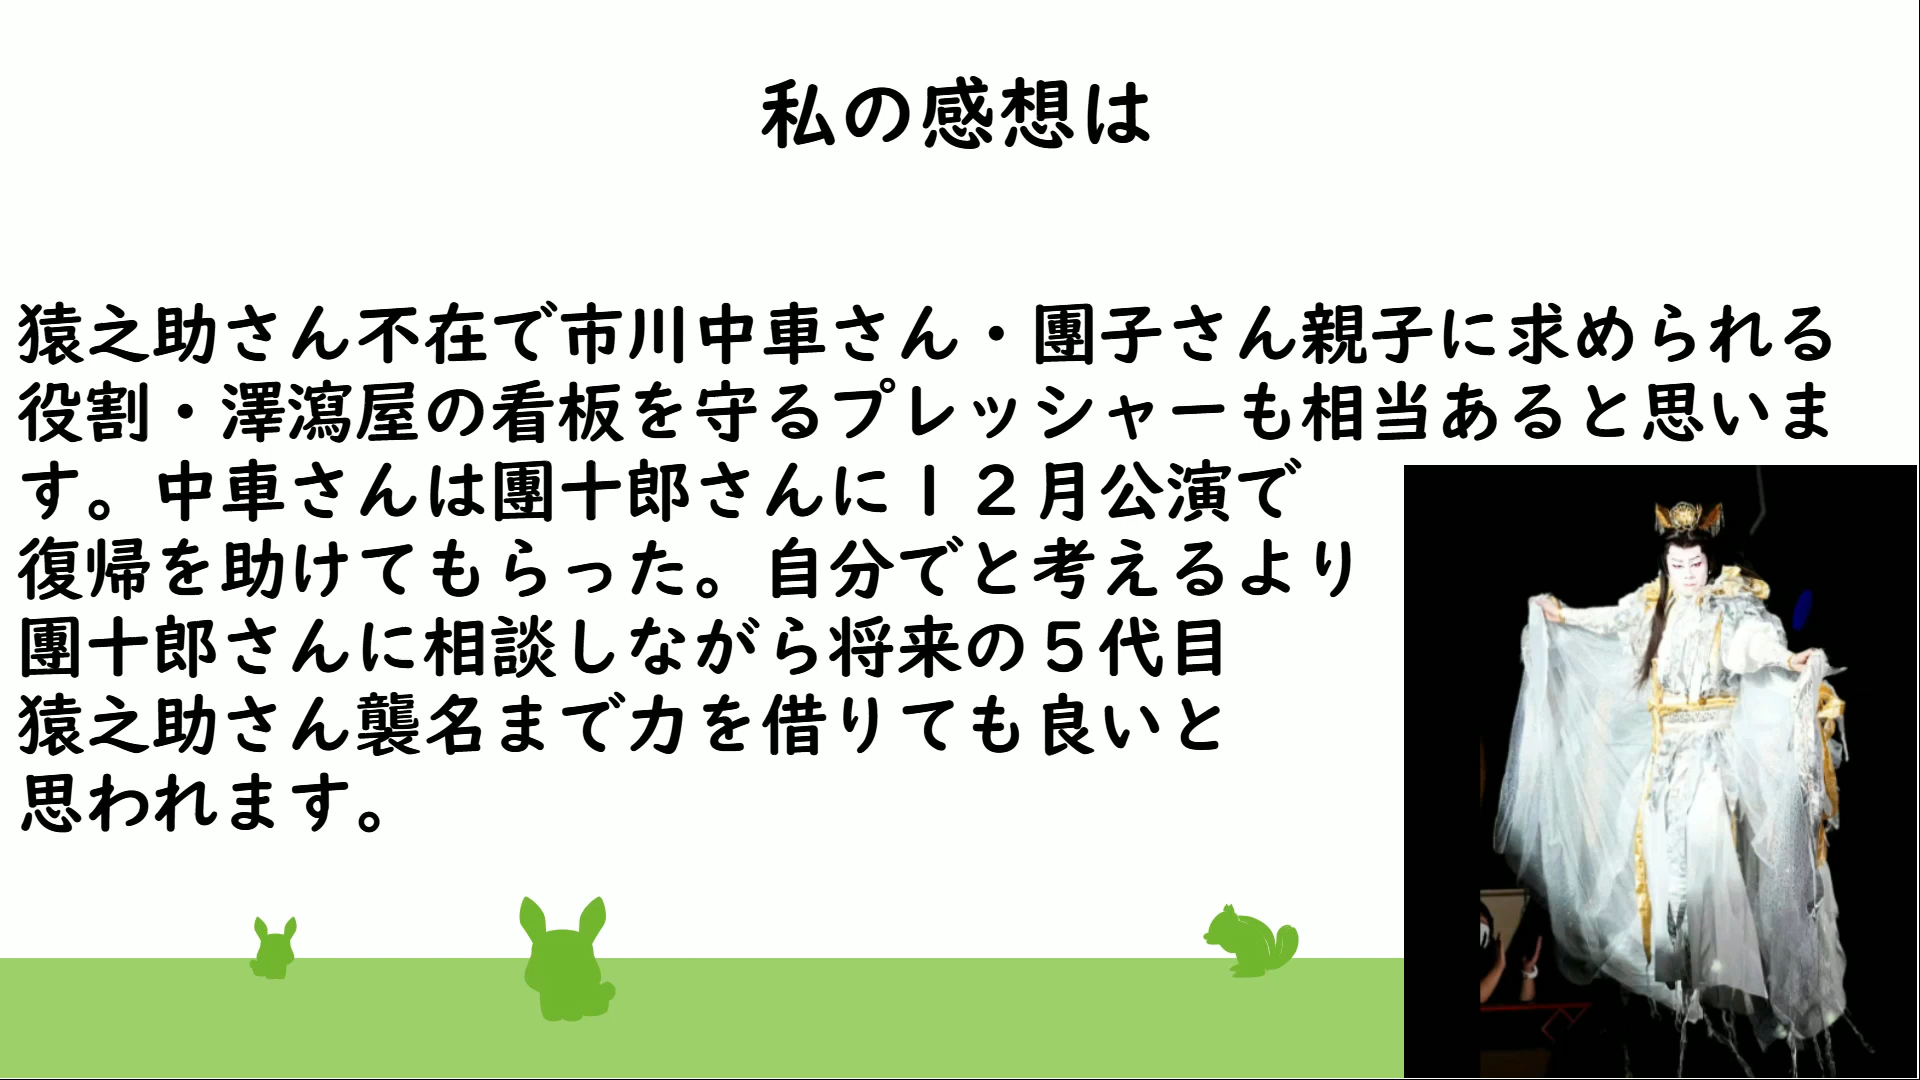 私の感想は
猿之助さん不在で市川中車さん・團子さん親子に求められる
役割・澤瀉屋の看板を守るプレッシャーも相当あると思いま
す。中車さんは團十郎さんに１２月公演で
復帰を助けてもらった。自分でと考えるより
團十郎さんに相談しながら将来の５代目
猿之助さん襲名まで力を借りても良いと
思われます。